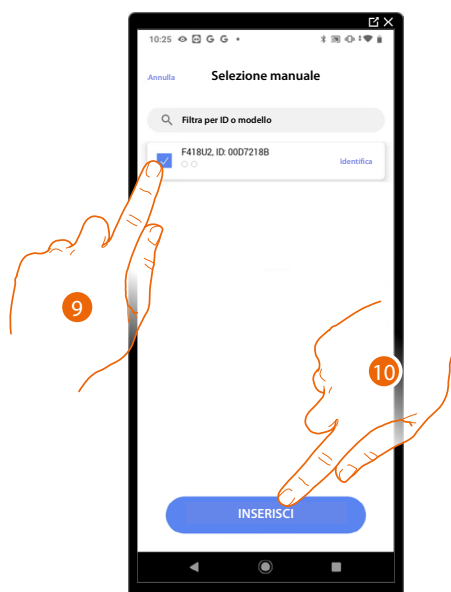 10:25 G G
Annulla Selezione manuale
Filtra per ID o modello
F418U2, ID: 00D7218B
Identifica
9
10
INSERISCI